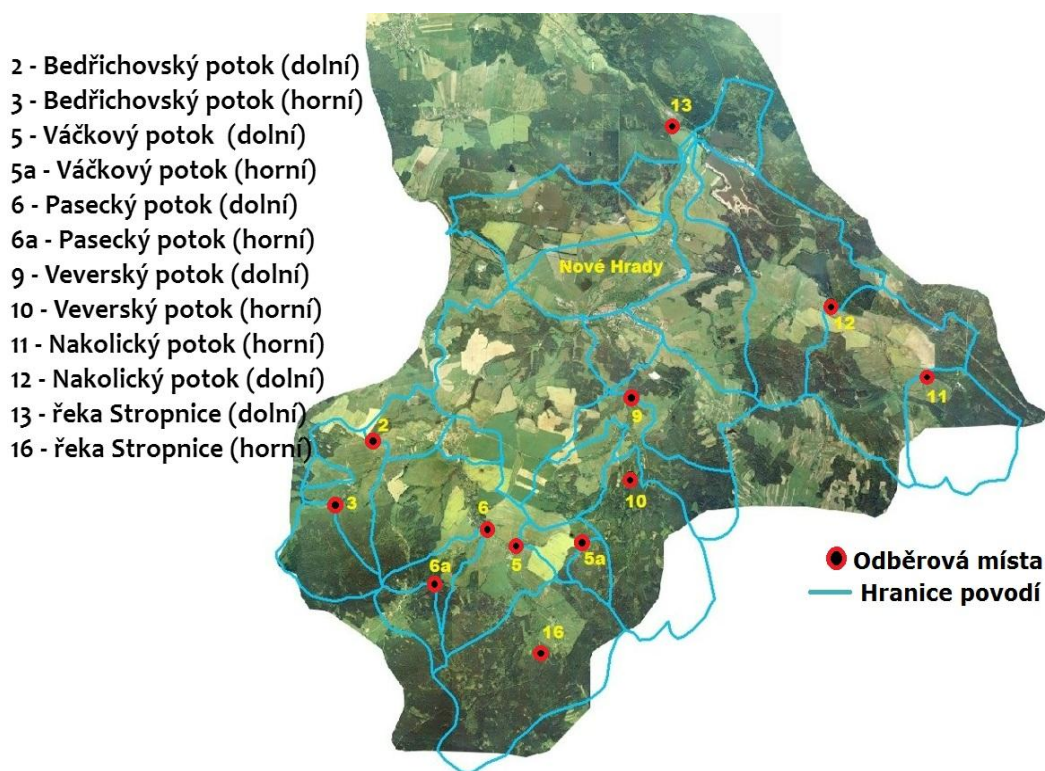 2 - Bedřichovský potok (dolní)
3 - Bedřichovský potok (horní)
5 - Váčkový potok (dolní)
5a - Váčkový potok (horní)
6 - Pasecký potok (dolní)
6a - Pasecký potok (horní)
9 - Veverský potok (dolní)
10 - Veverský potok (horní)
11 - Nakolický potok (horní)
12 - Nakolický potok (dolní)
13 - řeka Stropnice (dolní)
16 - řeka Stropnice (horní)
13
Nové Hrady
12
11
9
2
10
3
6
5
5a
6a
16
Odběrová místa
Hranice povodí